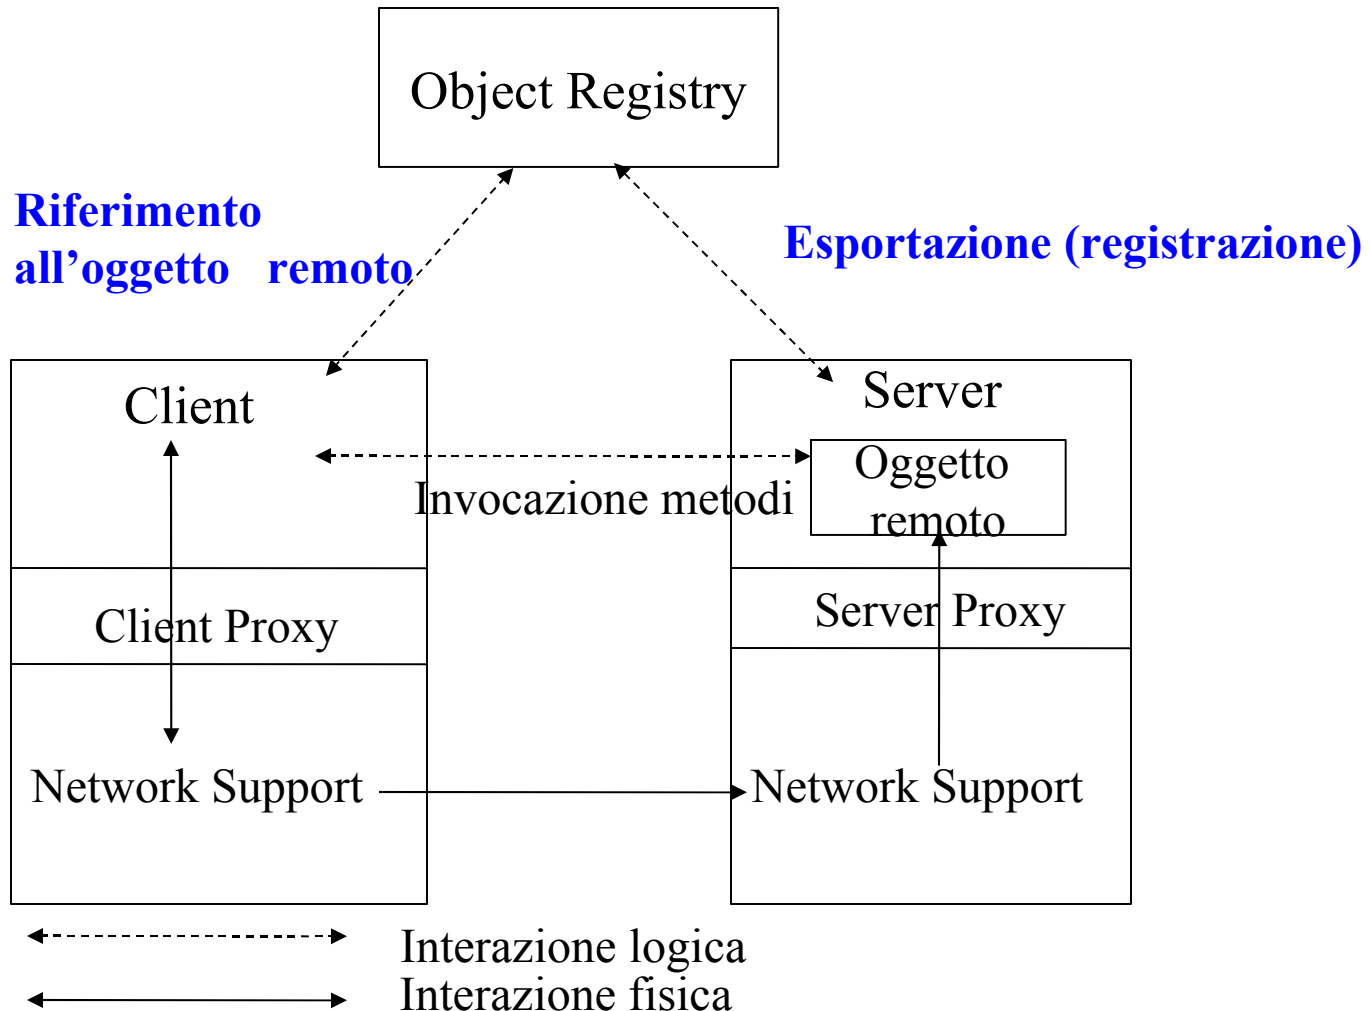 Object Registry
Riferimento
all’oggetto remoto
Esportazione (registrazione)
Client
Server
Oggetto
remoto
Invocazione metodi
Client Proxy
Server Proxy
Network Support
Network Support
Interazione logica
Interazione fisica